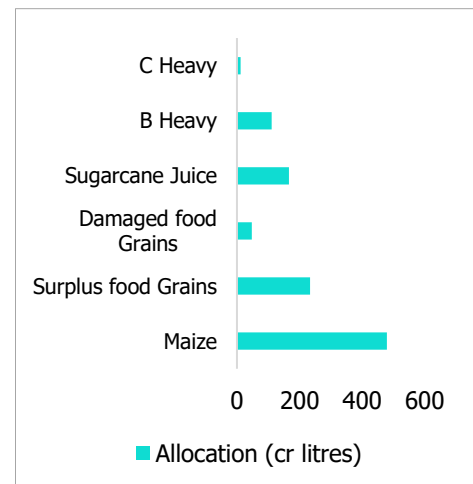 C Heavy
B Heavy
Sugarcane Juice
Damaged food
Grains
Surplus food Grains
Maize
0 200 400 600
Allocation (cr litres)